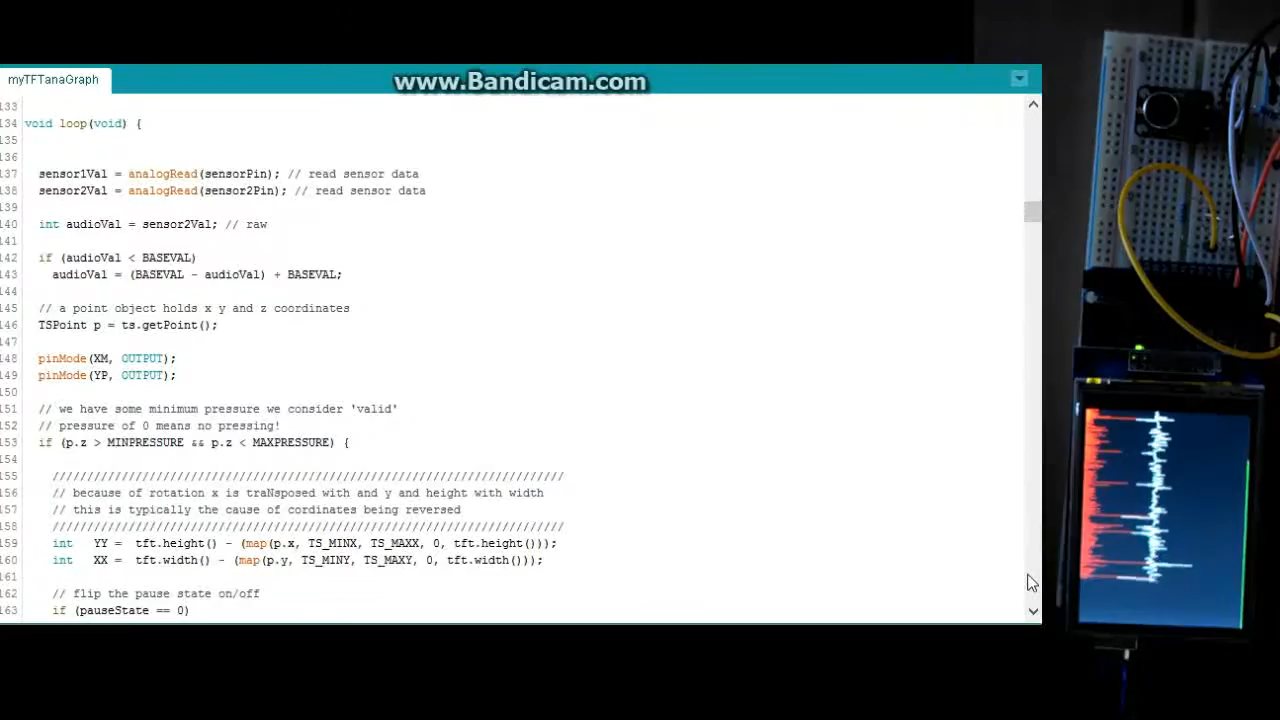 www.Bandicam.com
myTFTanaGraph
133
134 void loop(void) {
135
136
137 sensor1Val = analogRead(sensorPin); // read sensor data
138 sensor2Val = analogRead(sensor2Pin); // read sensor data
139
140 int audioVal = sensor2Val; // raw
141
142 if (audioVal < BASEVAL)
143 audioVal = (BASEVAL - audioVal) + BASEVAL;
144
145 // a point object holds x y and z coordinates
146 TSPoint p = ts.getPoint();
147
148 pinMode(XM, OUTPUT);
149 pinMode(YP, OUTPUT);
150
151 // we have some minimum pressure we consider 'valid'
152 // pressure of 0 means no pressing!
153 if (p.z > MINPRESSURE && p.z < MAXPRESSURE) {
154
155 //////////////////////////////////////////////////////////////////////////
156 // because of rotation x is traNsposed with and y and height with width
157 // this is typically the cause of cordinates being reversed
158 //////////////////////////////////////////////////////////////////////////
159 int YY = tft.height() - (map(p.x, TS_MINX, TS_MAXX, 0, tft.height()));
160 int XX = tft.width() - (map(p.y, TS_MINY, TS_MAXY, 0, tft.width()));
161
162 // flip the pause state on/off
163 if (pauseState == 0)